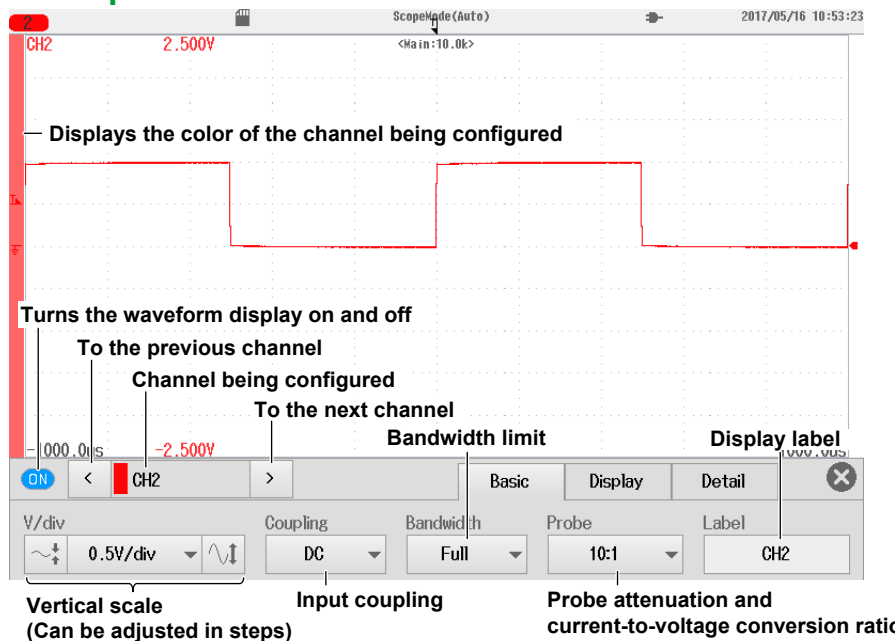 2 ScopeMode(Auto) 2017/05/16 10:53:23
CH2 2.500V <Main:10.0k>
Displays the color of the channel being configured
T
Turns the waveform display on and off
To the previous channel
Channel being configured
To the next channel
Bandwidth limit
Display label
-1000.0us -2.500V 1000.0us
ON < CH2 > Basic Display Detail
V/div Coupling Bandwidth Probe Label
0.5V/div DC Full 10:1 CH2
Vertical scale
(Can be adjusted in steps)
Input coupling
Probe attenuation and
current-to-voltage conversion ratio